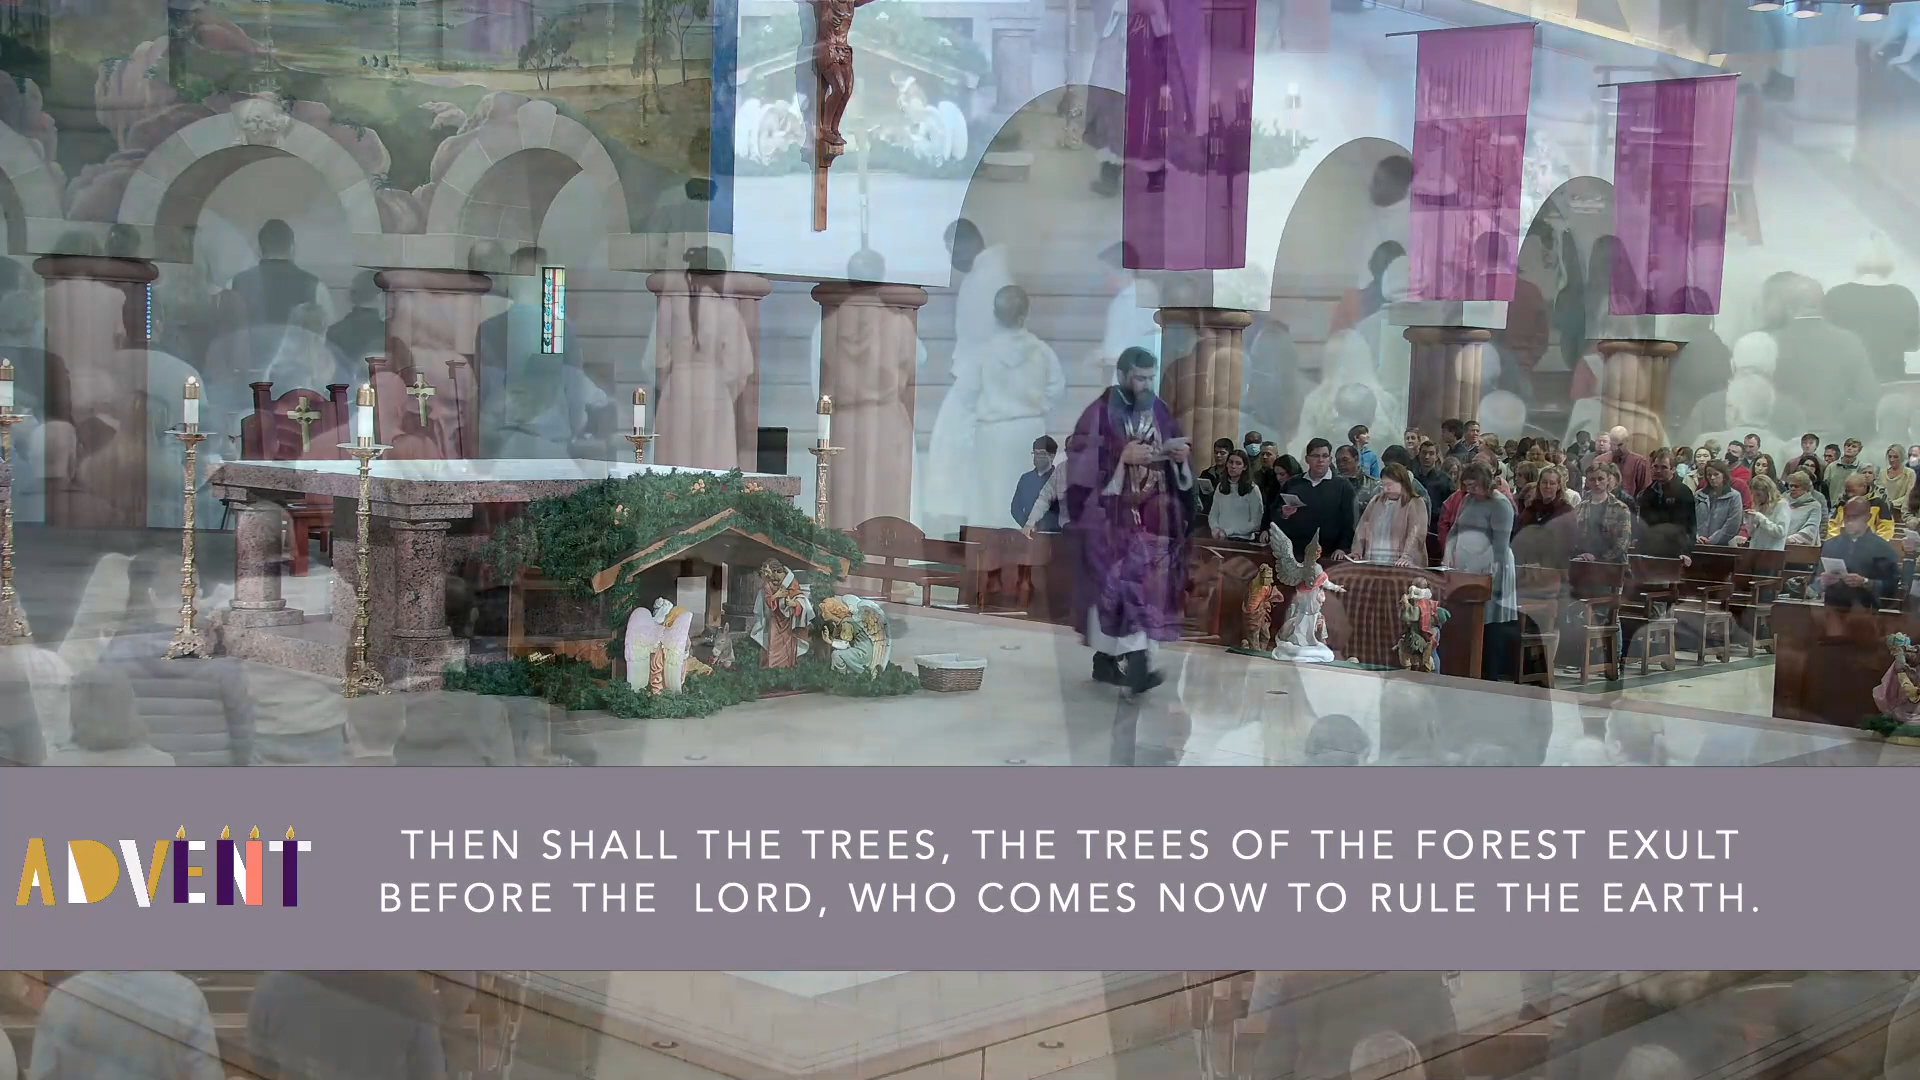 ADVENT
THEN SHALL THE TREES, THE TREES OF THE FOREST EXULT
BEFORE THE LORD, WHO COMES NOW TO RULE THE EARTH.